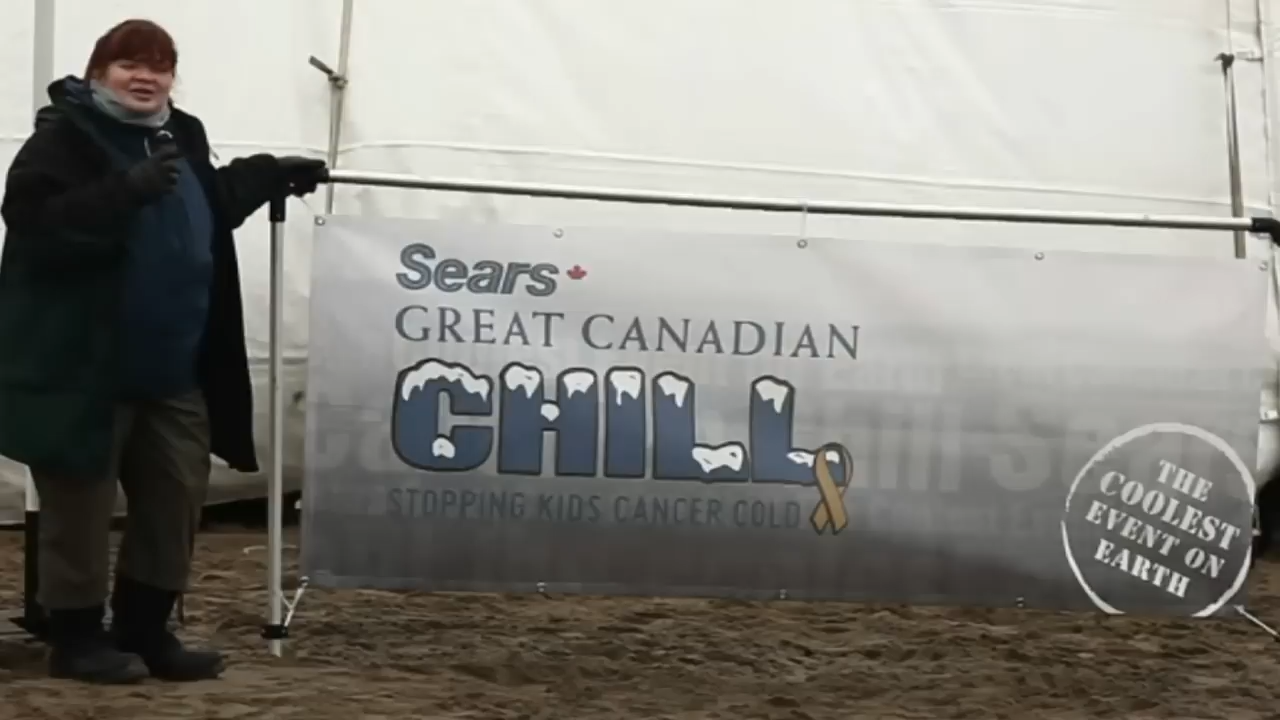 Sears
GREAT CANADIAN
CHILL
STOPPING KIDS CANCER COLD
THE
COOLEST
EVENT ON
EARTH